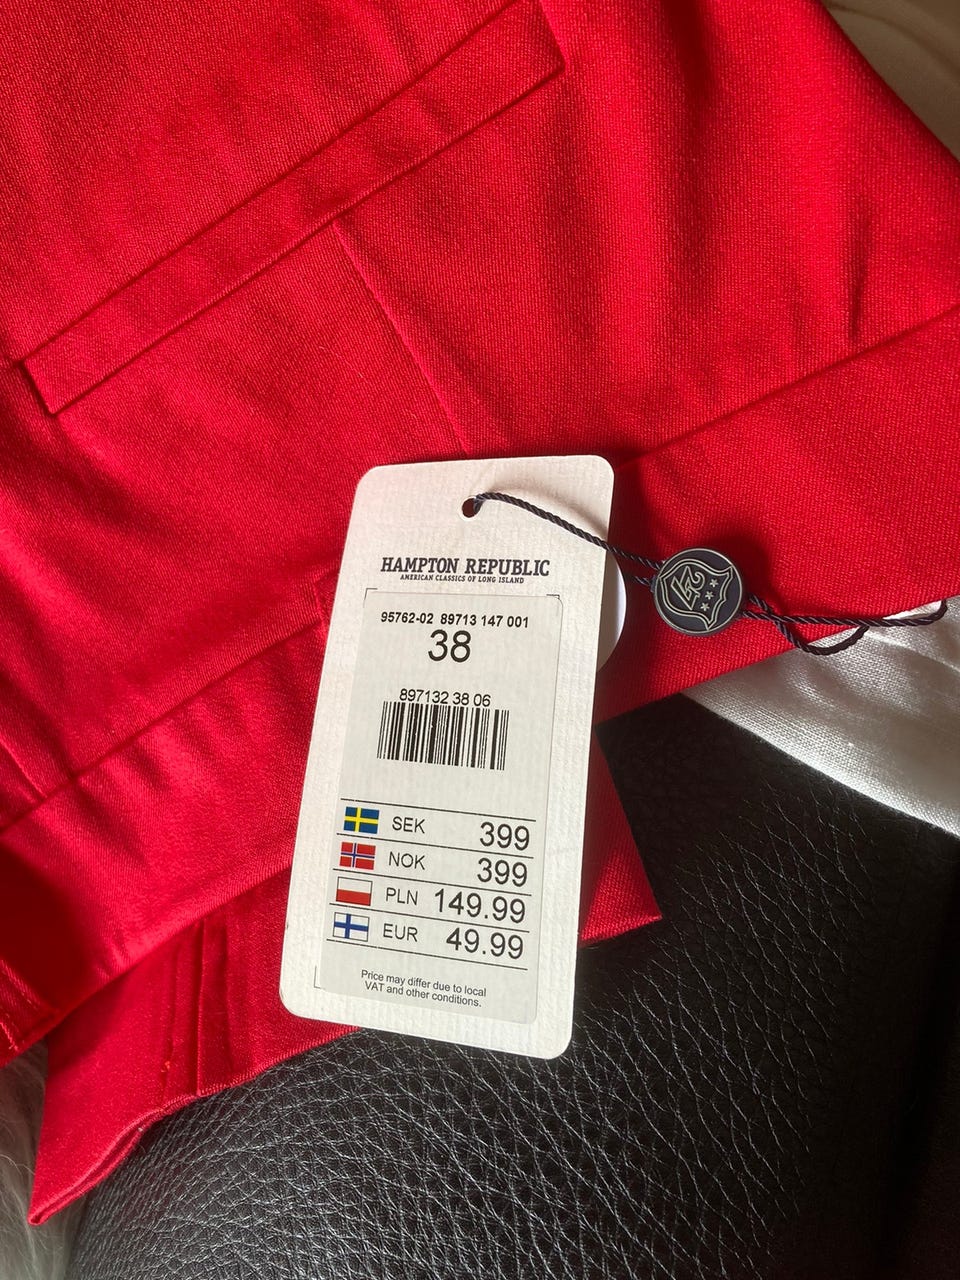 HAMPTON REPUBLIC
AMERICAN CLASSICS OF LONG ISLAND
95762-02 89713 147 001
38
897132 38 06
SEK 399
NOK 399
PLN 149.99
EUR 49.99
Price may differ due to local
VAT and other conditions.